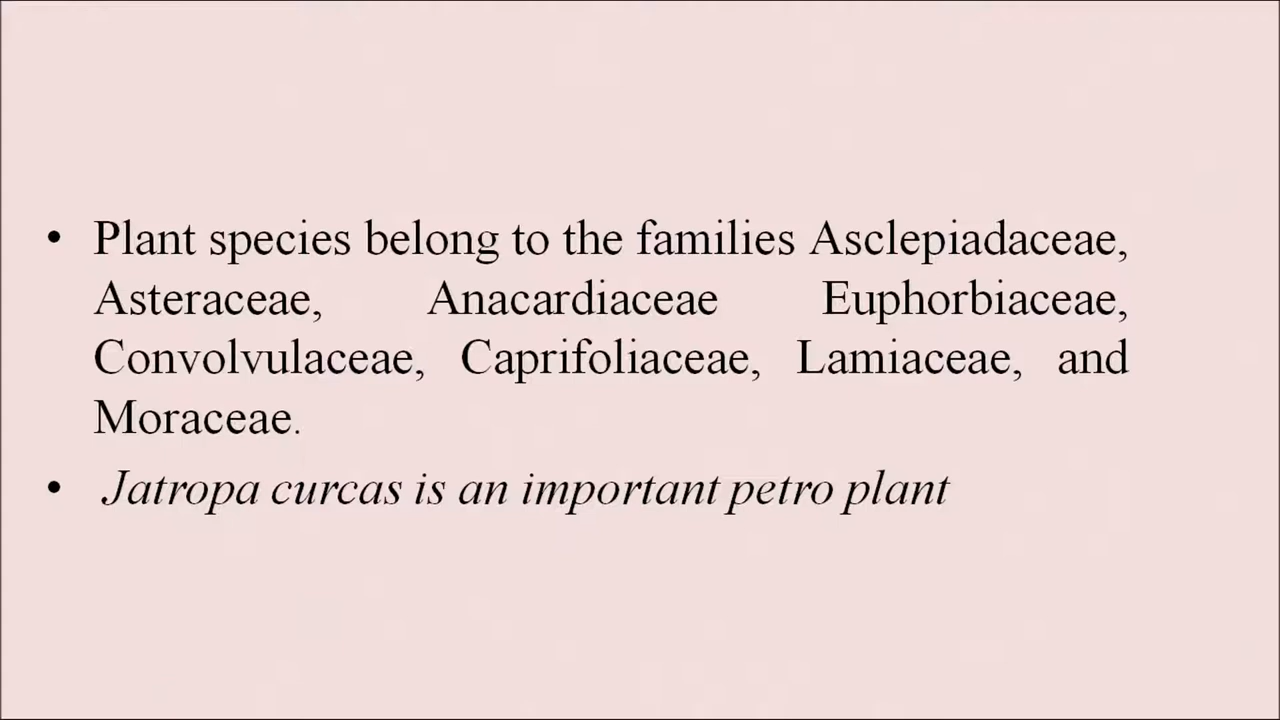 • Plant species belong to the families Asclepiadaceae,
Asteraceae, Anacardiaceae Euphorbiaceae,
Convolvulaceae, Caprifoliaceae, Lamiaceae, and
Moraceae.
• Jatropa curcas is an important petro plant